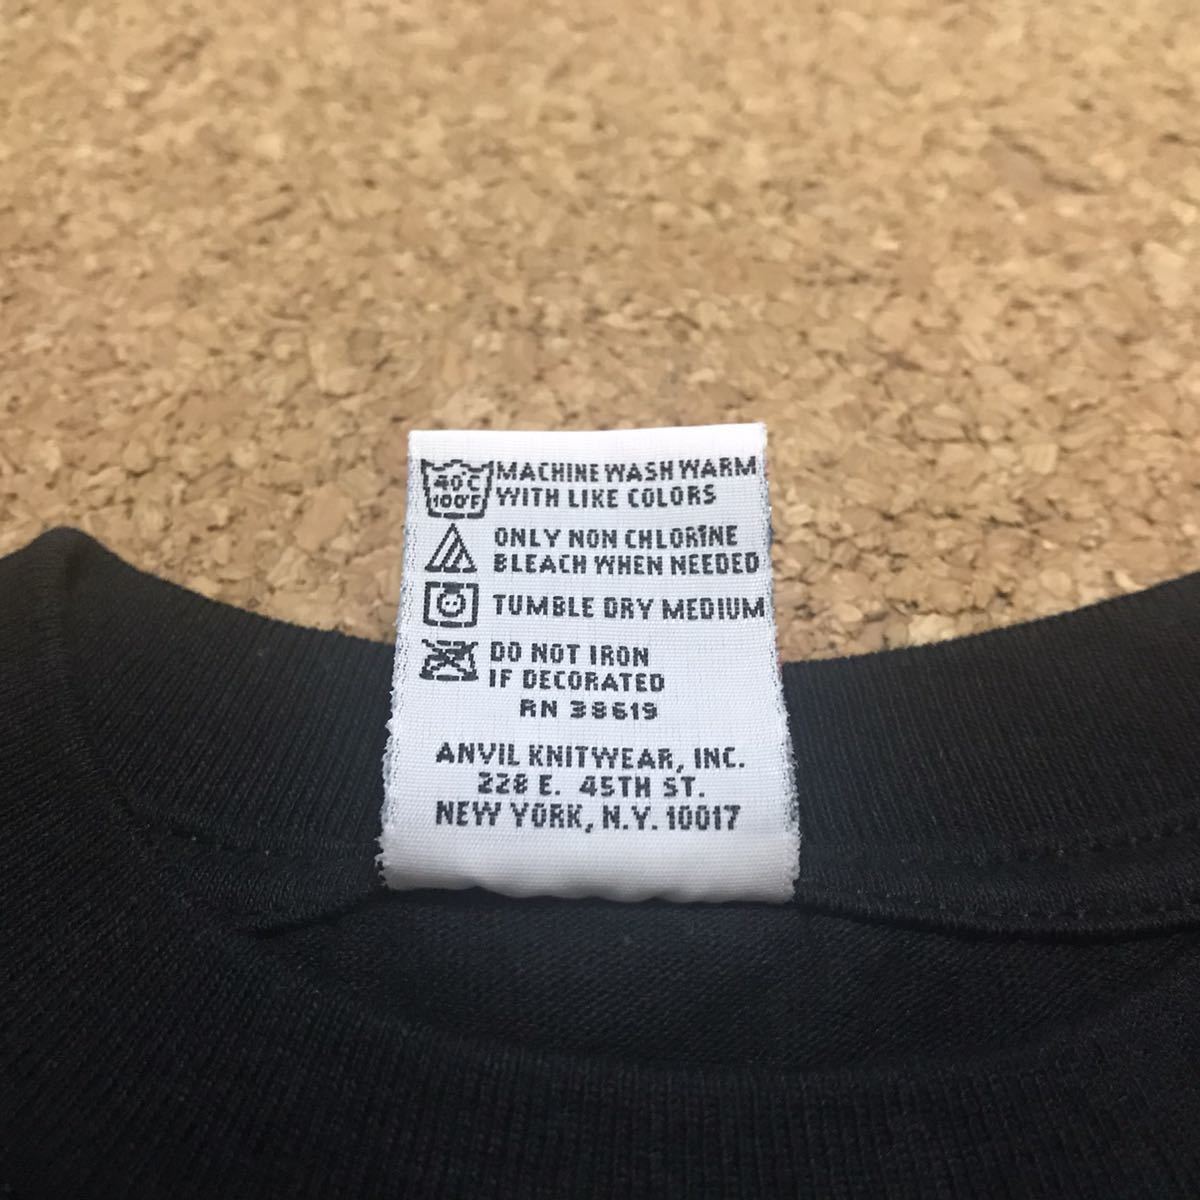 40°C
100°F
MACHINE WASH WARM
WITH LIKE COLORS
ONLY NON CHLORINE
BLEACH WHEN NEEDED
TUMBLE DRY MEDIUM
DO NOT IRON
IF DECORATED
RN 38619
ANVIL KNITWEAR, INC.
228 E. 45TH ST.
NEW YORK, N.Y. 10017